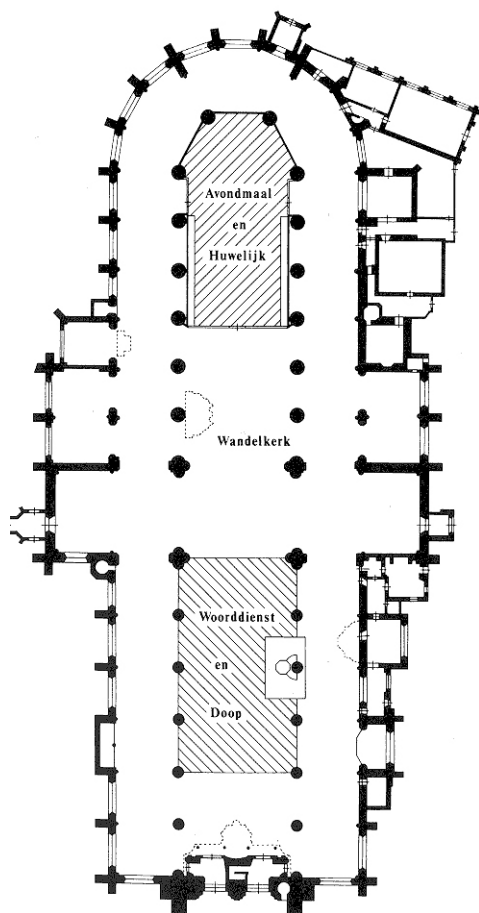 Avondmaal
en
Huwelijk
Wandelkerk
Woorddienst
en
Doop